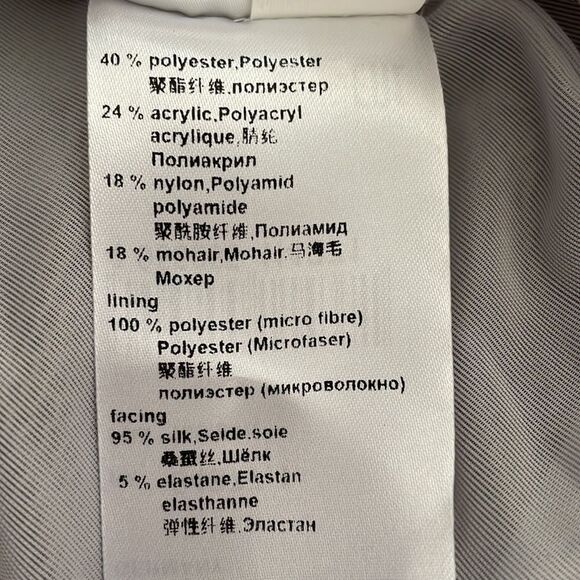 40 % polyester,Polyester
聚酯纤维,полиэстер
24 % acrylic,Polyacryl
acrylique,腈纶
Полиакрил
18 % nylon,Polyamid
polyamide
聚酰胺纤维,Полиамид
18 % mohair,Mohair.马海毛
Мохер
lining
100 % polyester (micro fibre)
Polyester (Microfaser)
聚酯纤维
полиэстер (микроволокно)
facing
95 % silk,Seide.soie
桑蚕丝,Шёлк
5 % elastane,Elastan
elasthanne
弹性纤维,Эластан